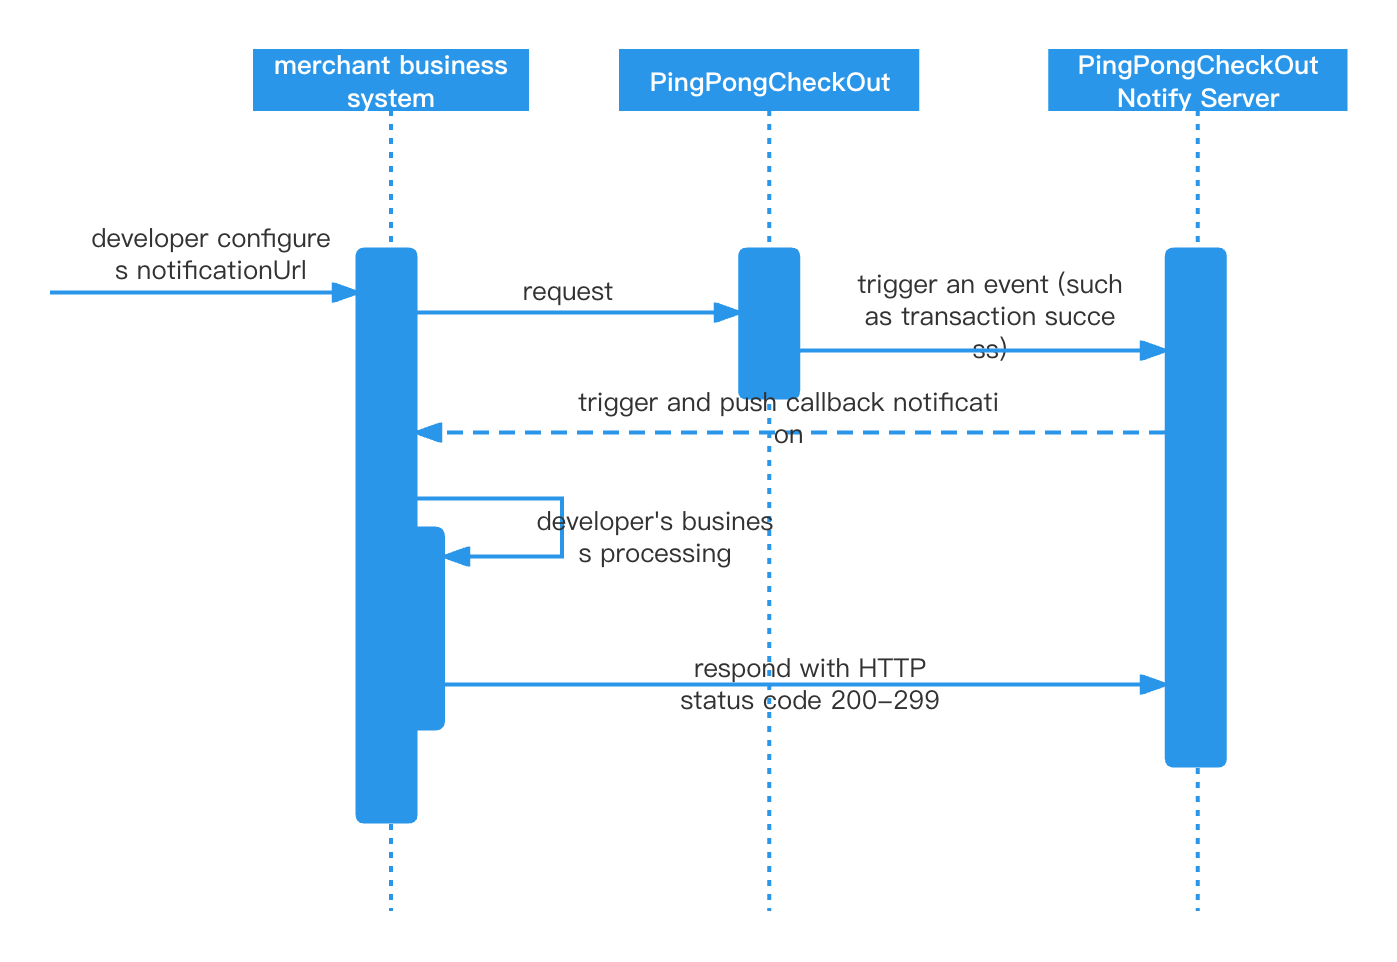 merchant business
system
PingPongCheckOut
PingPongCheckOut
Notify Server
developer configure
s notificationUrl
request
trigger an event (such
as transaction succe
ss)
trigger and push callback notificati
on
developer's busines
s processing
respond with HTTP
status code 200–299